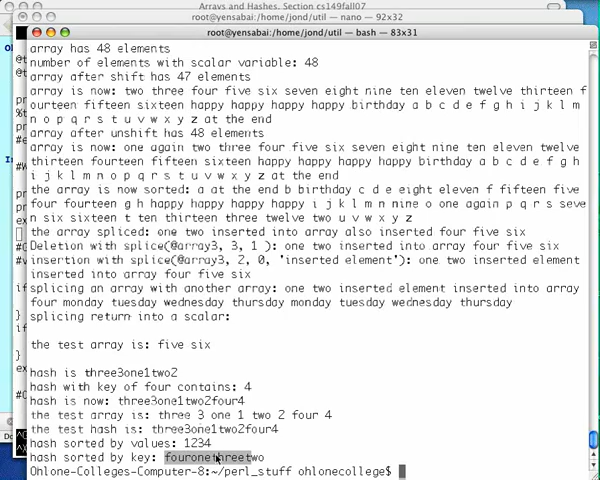 Arrays and Hashes. Section cs149fall07
root@yensabai:/home/jond/util — nano — 92x32
root@yensabai:/home/jond/util — bash — 83x31
array has 48 elements
number of elements with scalar variable: 48
array after shift has 47 elements
array is now: two three four five six seven eight nine ten eleven twelve thirteen f
ourteen fifteen sixteen happy happy happy happy birthday a b c d e f g h i j k l m
n o p q r s t u v w x y z at the end
array after unshift has 48 elements
array is now: one again two three four five six seven eight nine ten eleven twelve
thirteen fourteen fifteen sixteen happy happy happy happy birthday a b c d e f g h
i j k l m n o p q r s t u v w x y z at the end
the array is now sorted: a at the end b birthday c d e eight eleven f fifteen five
four fourteen g h happy happy happy happy i j k l m n nine o one again p q r s seve
n six sixteen t ten thirteen three twelve two u v w x y z
the array spliced: one two inserted into array also inserted four five six
Deletion with splice(@array3, 3, 1 ): one two inserted into array four five six
insertion with splice(@array3, 2, 0, 'inserted element'): one two inserted element
inserted into array four five six
splicing an array with another array: one two inserted element inserted into array
four monday tuesday wednesday thursday monday tuesday wednesday thursday
splicing return into a scalar:
the test array is: five six
hash is three3one1two2
hash with key of four contains: 4
hash is now: three3one1two2four4
the test array is: three 3 one 1 two 2 four 4
the test hash is: three3one1two2four4
hash sorted by values: 1234
hash sorted by key: fouronethreetwo
Ohlone-Colleges-Computer-8:~/perl_stuff ohlonecollege$